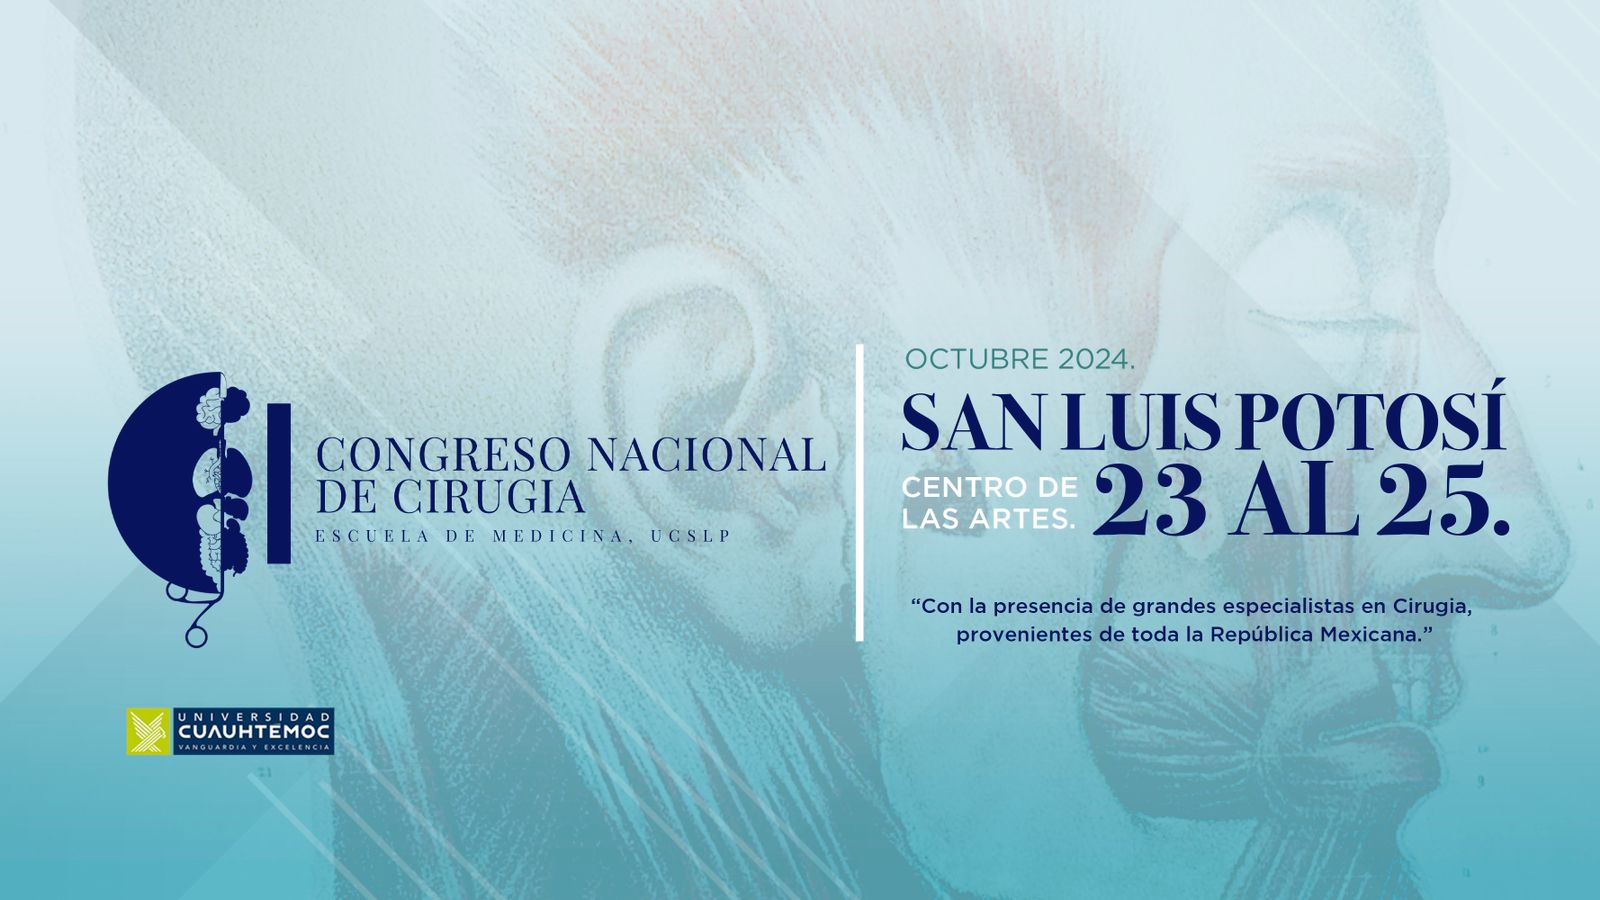 I
CONGRESO NACIONAL
DE CIRUGIA
ESCUELA DE MEDICINA, UCSLP
UNIVERSIDAD
CUAUHTEMOC
VANGUARDIA Y EXCELENCIA
OCTUBRE 2024.
SAN LUIS POTOSÍ
CENTRO DE
LAS ARTES.
23 AL 25.
“Con la presencia de grandes especialistas en Cirugia,
provenientes de toda la República Mexicana.”